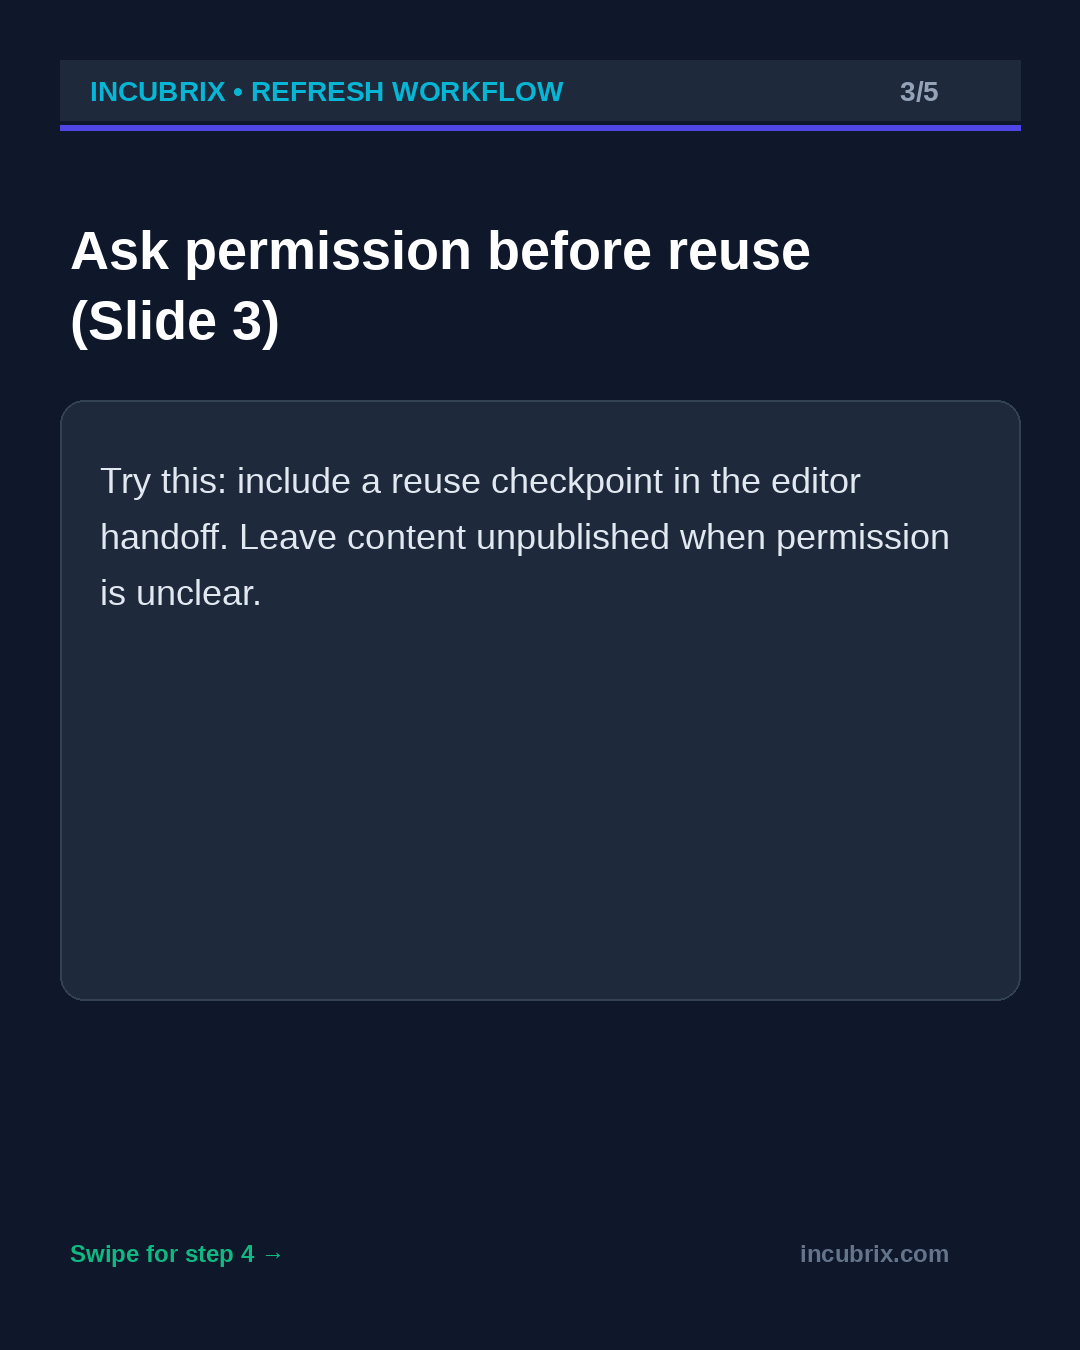 INCUBRIX • REFRESH WORKFLOW
3/5
Ask permission before reuse
(Slide 3)
Try this: include a reuse checkpoint in the editor
handoff. Leave content unpublished when permission
is unclear.
Swipe for step 4 →
incubrix.com